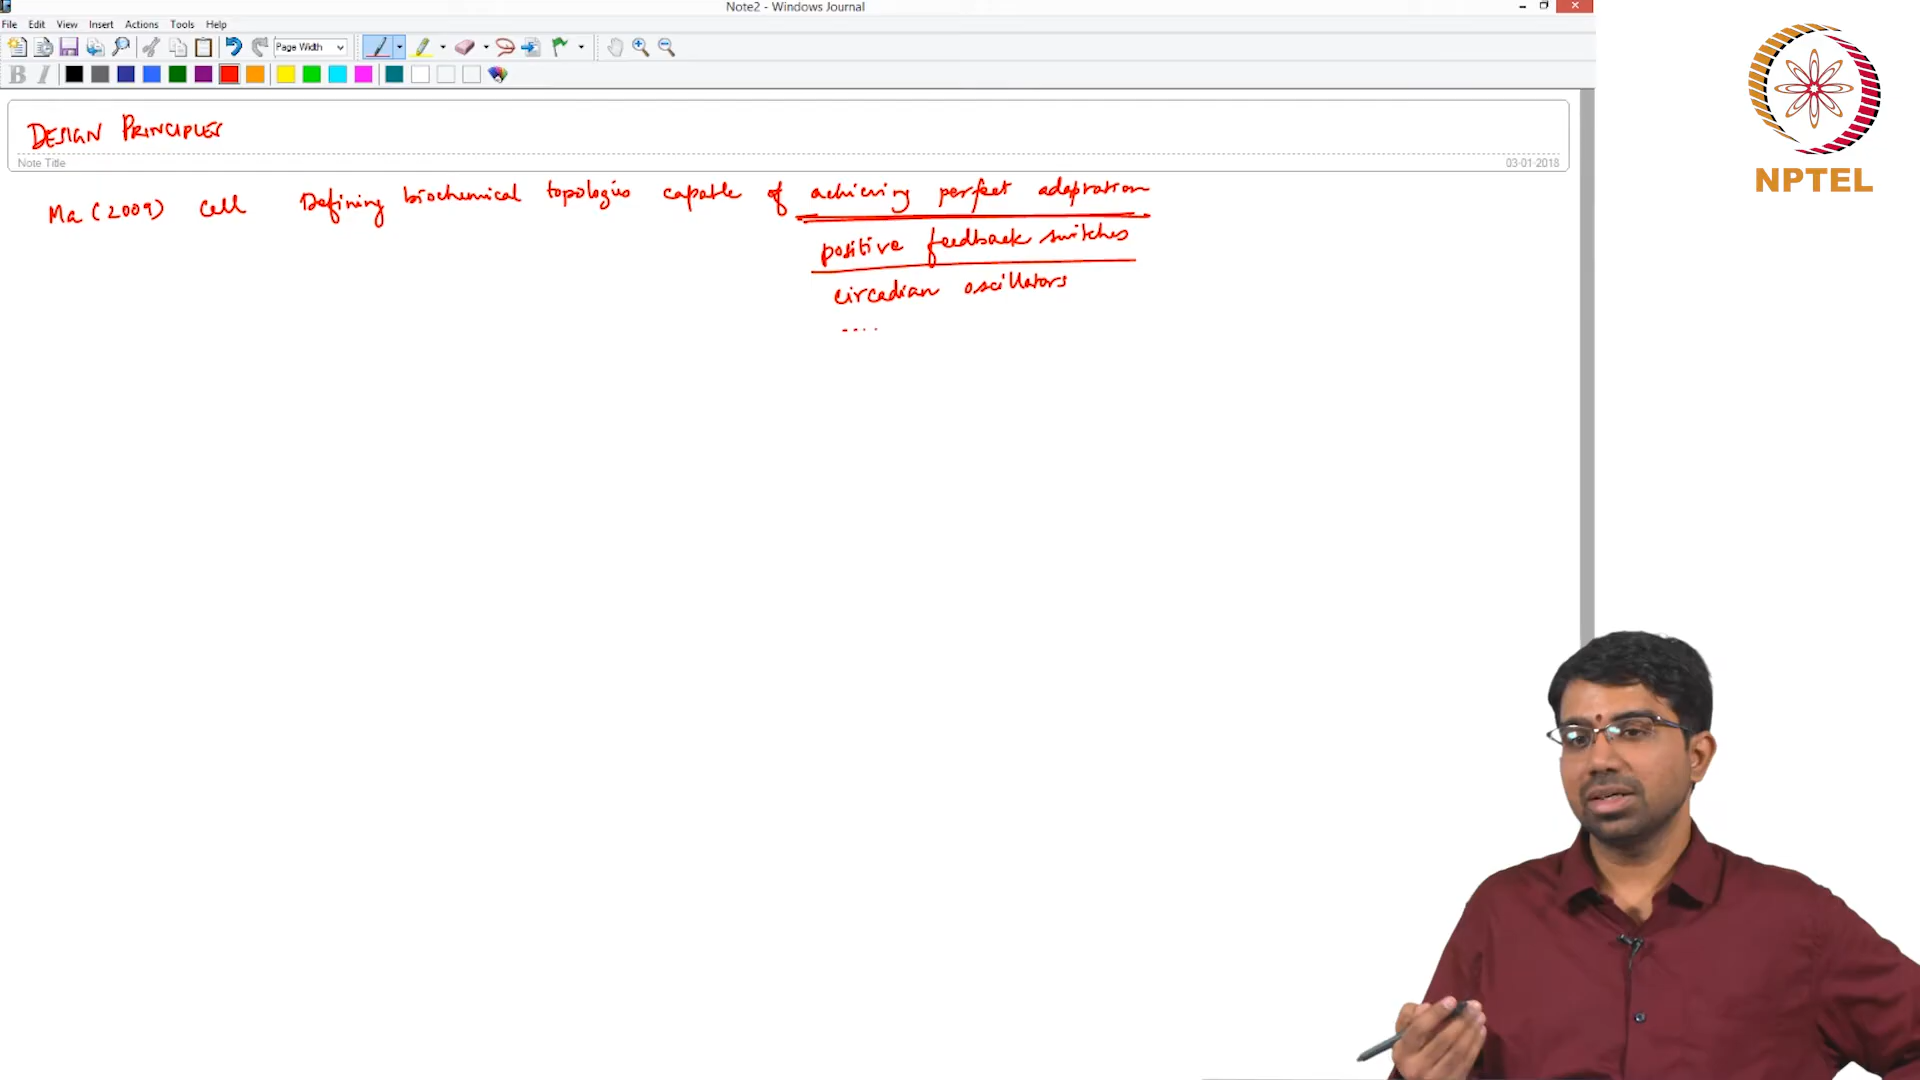 Note2 - Windows Journal
File Edit View Insert Actions Tools Help
Page Width
B I
DESIGN PRINCIPLES
Note Title
03-01-2018
Ma (2009) Cell Defining biochemical topologies capable of achieving perfect adaptation
positive feedback switches
circadian oscillators
.....
NPTEL